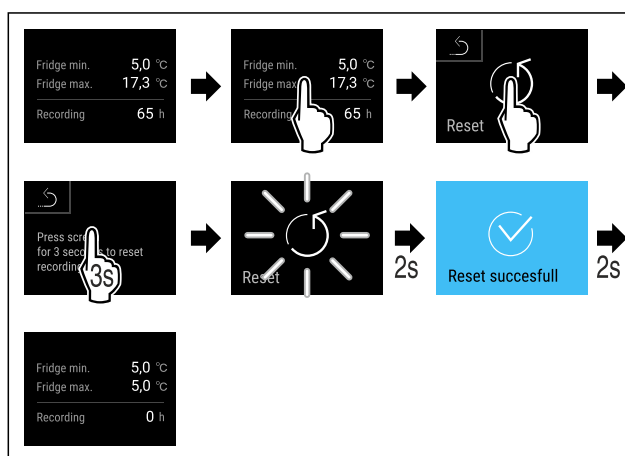 Fridge min. 5,0 °C
Fridge max. 17,3 °C
Recording 65 h
Fridge min. 5,0 °C
Fridge max 17,3 °C
Recording 65 h
Reset
Press scr
for 3 seconds to reset
recording
3s
Reset
2s
Reset succesfull
2s
Fridge min. 5,0 °C
Fridge max. 5,0 °C
Recording 0 h